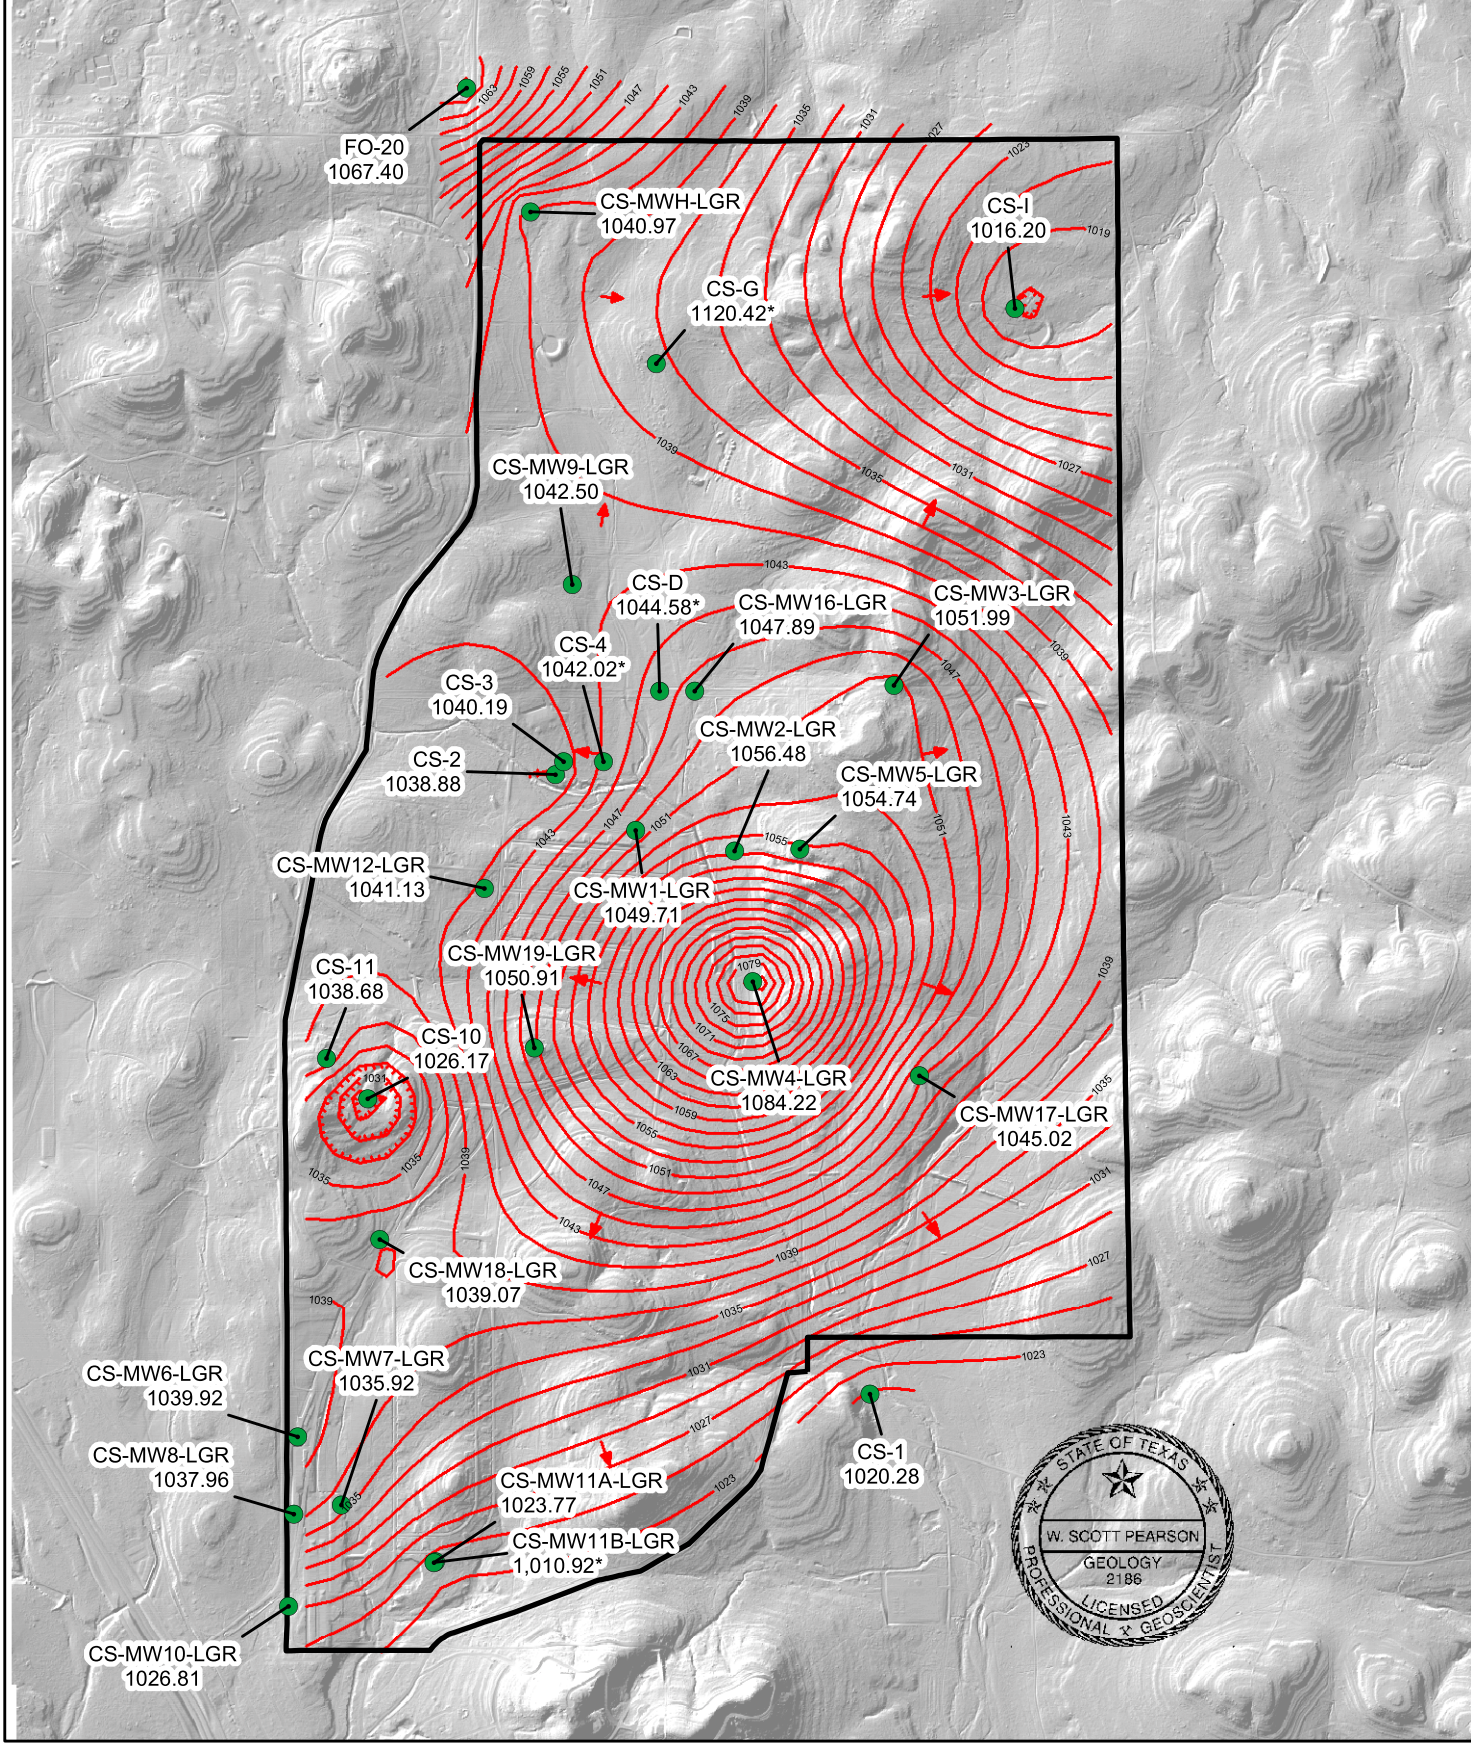 1063
1059
1055
1051
1047
1043
1039
1035
1031
1027
1023
FO-20
1067.40
CS-MWH-LGR
1040.97
CS-I
1016.20
1019
CS-G
1120.42*
1039
1035
1031
1027
CS-MW9-LGR
1042.50
1043
CS-D
1044.58*
CS-MW16-LGR
1047.89
CS-MW3-LGR
1051.99
1039
1047
CS-4
1042.02*
CS-3
1040.19
CS-2
1038.88
CS-MW2-LGR
1056.48
CS-MW5-LGR
1054.74
1043
1047
1051
1055
1051
1043
CS-MW12-LGR
1041.13
CS-MW1-LGR
1049.71
CS-MW19-LGR
1050.91
CS-11
1038.68
1079
1039
1075
1071
1067
1063
1059
1055
1051
1047
1043
CS-10
1026.17
1031
CS-MW4-LGR
1084.22
1035
CS-MW17-LGR
1045.02
1035
1035
1039
1031
1027
1039
CS-MW18-LGR
1039.07
1039
1035
1031
1027
1023
1023
CS-MW7-LGR
1035.92
CS-MW6-LGR
1039.92
CS-MW8-LGR
1037.96
1035
CS-1
1020.28
CS-MW11A-LGR
1023.77
CS-MW11B-LGR
1,010.92*
CS-MW10-LGR
1026.81
STATE OF TEXAS
W. SCOTT PEARSON
GEOLOGY
2186
LICENSED
PROFESSIONAL GEOSCIENTIST